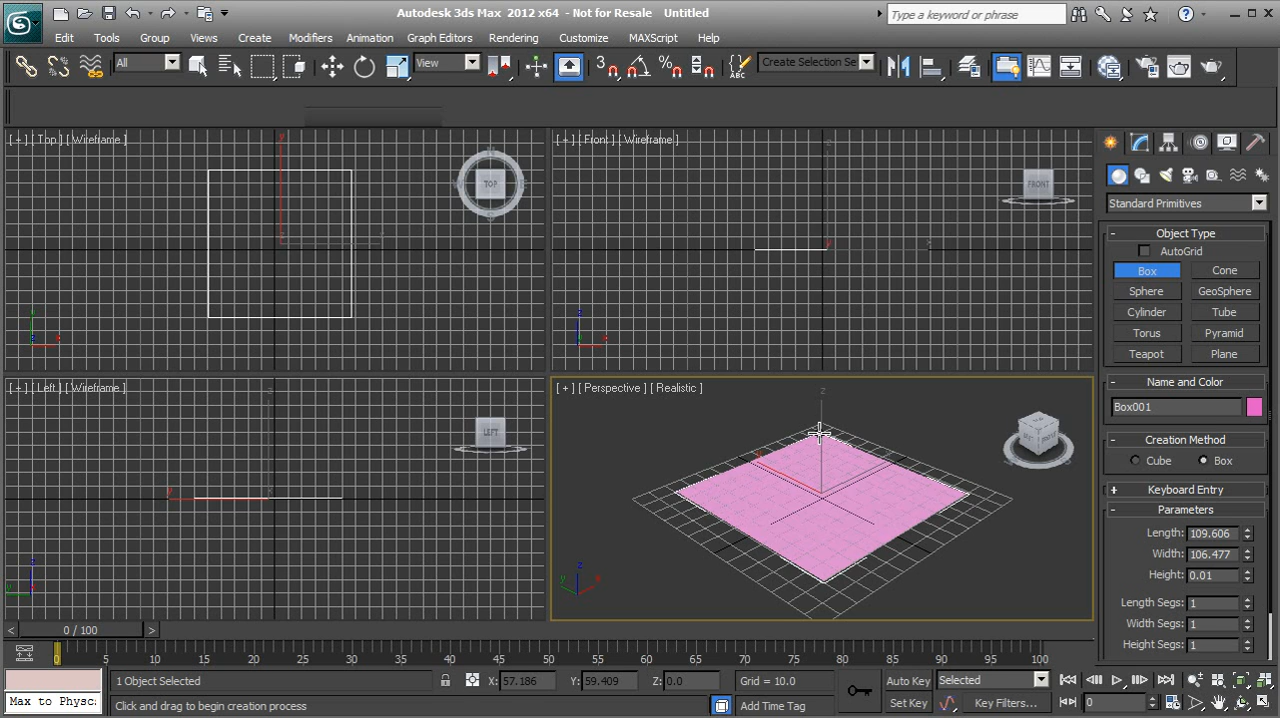 Autodesk 3ds Max 2012 x64 - Not for Resale Untitled
Type a keyword or phrase
Edit Tools Group Views Create Modifiers Animation Graph Editors Rendering Customize MAXScript Help
All
View
3
ABC
Create Selection Se
[ + ] [ Top ] [ Wireframe ]
[ + ] [ Front ] [ Wireframe ]
TOP
FRONT
Standard Primitives
- Object Type
AutoGrid
Box Cone
Sphere GeoSphere
Cylinder Tube
Torus Pyramid
Teapot Plane
- Name and Color
Box001
- Creation Method
Cube Box
+ Keyboard Entry
- Parameters
Length: 109.606
Width: 106.477
Height: 0.01
Length Segs: 1
Width Segs: 1
Height Segs: 1
[ + ] [ Left ] [ Wireframe ]
[ + ] [ Perspective ] [ Realistic ]
LEFT
< 0 / 100 >
0 5 10 15 20 25 30 35 40 45 50 55 60 65 70 75 80 85 90 95 100
1 Object Selected
X: 57.186 Y: 59.409 Z: 0.0
Grid = 10.0
Auto Key Selected
Max to Physc
Click and drag to begin creation process
Add Time Tag
Set Key Key Filters...
0